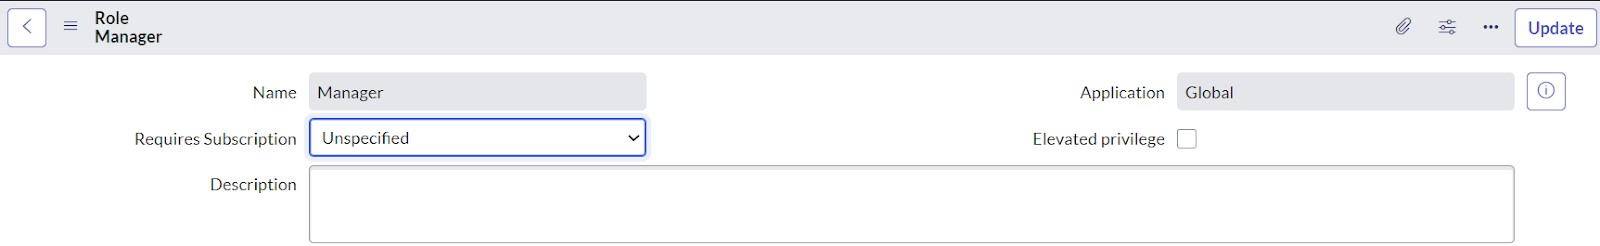 Role
Manager
Update
Name
Manager
Application
Global
Requires Subscription
Unspecified
Elevated privilege
Description